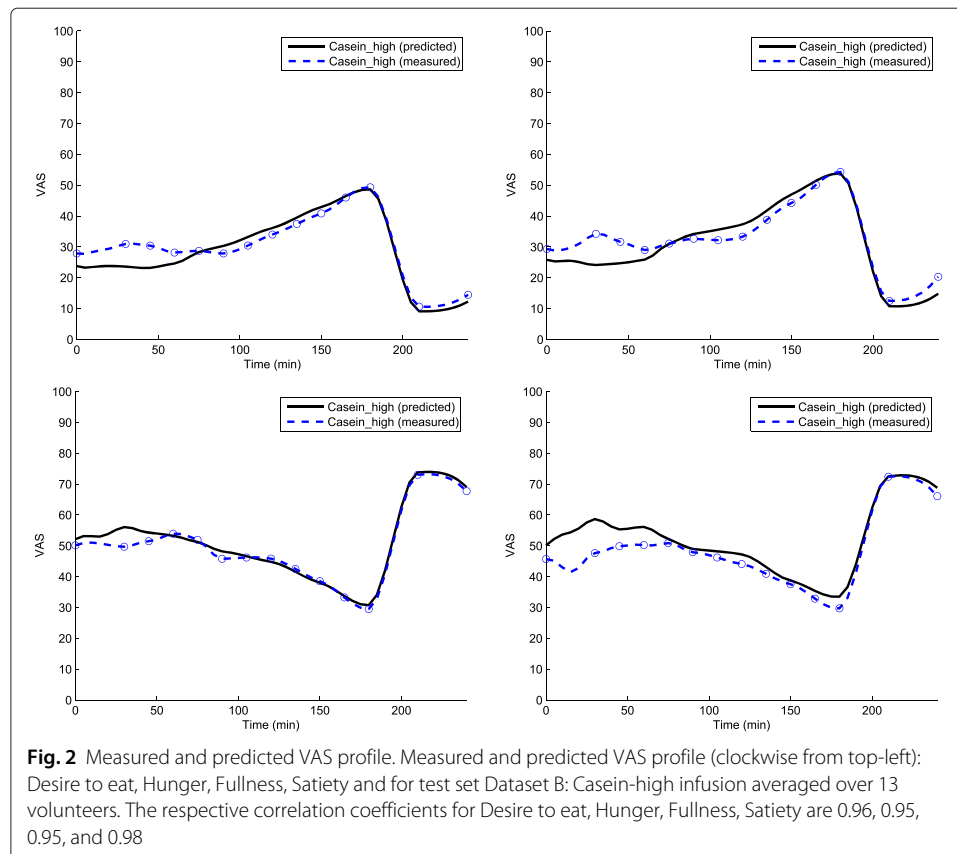 100
90
80
70
60
50
40
30
20
10
0
VAS
Casein_high (predicted)
Casein_high (measured)
0 50 100 150 200
Time (min)
100
90
80
70
60
50
40
30
20
10
0
VAS
Casein_high (predicted)
Casein_high (measured)
0 50 100 150 200
Time (min)
100
90
80
70
60
50
40
30
20
10
0
VAS
Casein_high (predicted)
Casein_high (measured)
0 50 100 150 200
Time (min)
100
90
80
70
60
50
40
30
20
10
0
VAS
Casein_high (predicted)
Casein_high (measured)
0 50 100 150 200
Time (min)
Fig. 2 Measured and predicted VAS profile. Measured and predicted VAS profile (clockwise from top-left):
Desire to eat, Hunger, Fullness, Satiety and for test set Dataset B: Casein-high infusion averaged over 13
volunteers. The respective correlation coefficients for Desire to eat, Hunger, Fullness, Satiety are 0.96, 0.95,
0.95, and 0.98